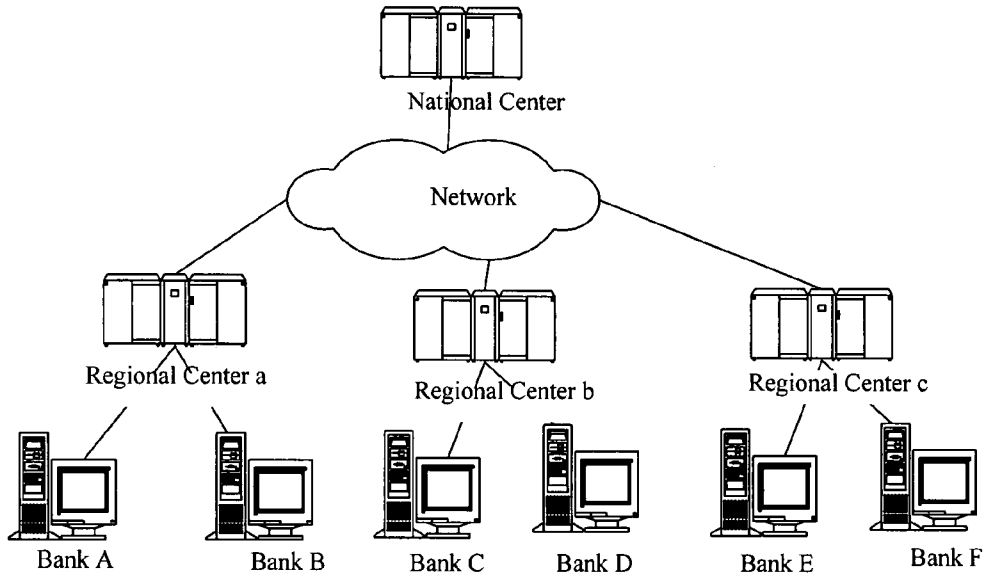 National Center
Network
Regional Center a
Regional Center b
Regional Center c
Bank A
Bank B
Bank C
Bank D
Bank E
Bank F